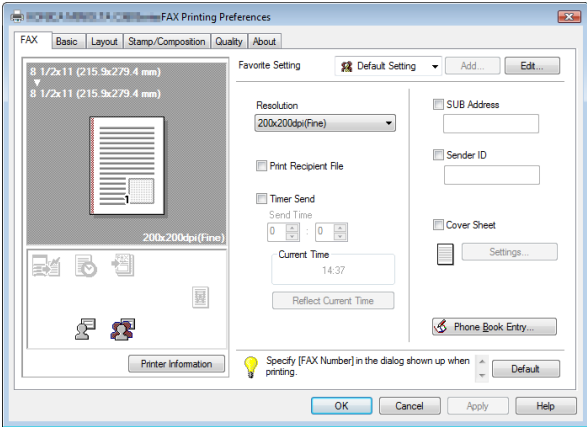 FAX Printing Preferences
FAX Basic Layout Stamp/Composition Quality About
8 1/2x11 (215.9x279.4 mm)
8 1/2x11 (215.9x279.4 mm)
1
200x200dpi(Fine)
Printer Information
Favorite Setting Default Setting Add... Edit...
Resolution
200x200dpi(Fine)
Print Recipient File
Timer Send
Send Time
0 : 0
Current Time
14:37
Reflect Current Time
SUB Address
Sender ID
Cover Sheet
Settings...
Phone Book Entry...
Specify [FAX Number] in the dialog shown up when
printing.
Default
OK Cancel Apply Help